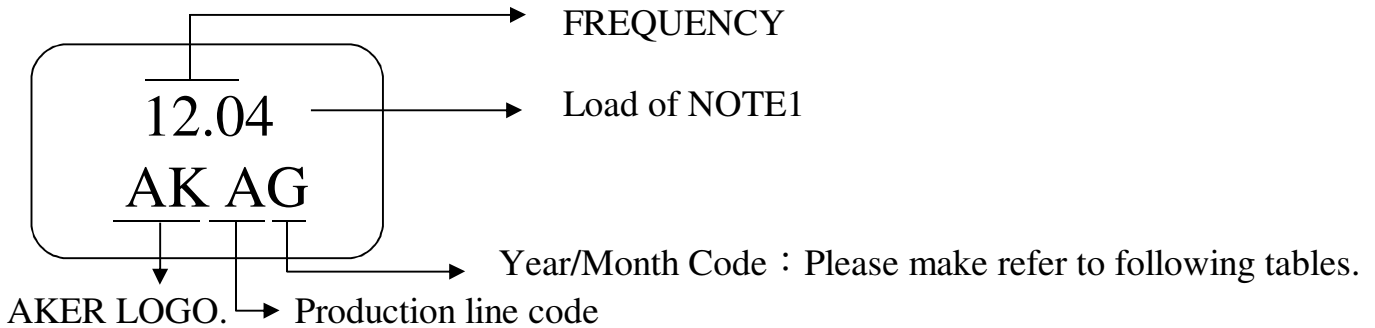 FREQUENCY
12.04
Load of NOTE1
AK AG
Year/Month Code：Please make refer to following tables.
AKER LOGO.
Production line code